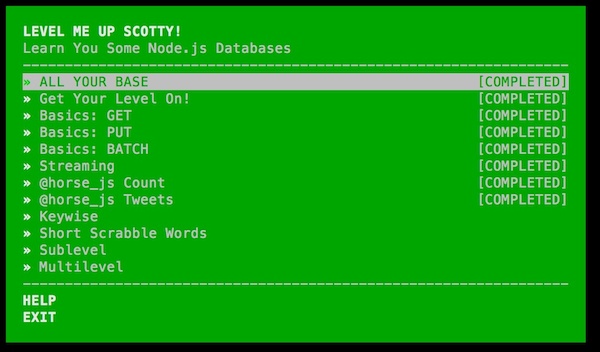 LEVEL ME UP SCOTTY!
Learn You Some Node.js Databases
» ALL YOUR BASE [COMPLETED]
» Get Your Level On! [COMPLETED]
» Basics: GET [COMPLETED]
» Basics: PUT [COMPLETED]
» Basics: BATCH [COMPLETED]
» Streaming [COMPLETED]
» @horse_js Count [COMPLETED]
» @horse_js Tweets [COMPLETED]
» Keywise
» Short Scrabble Words
» Sublevel
» Multilevel
HELP
EXIT